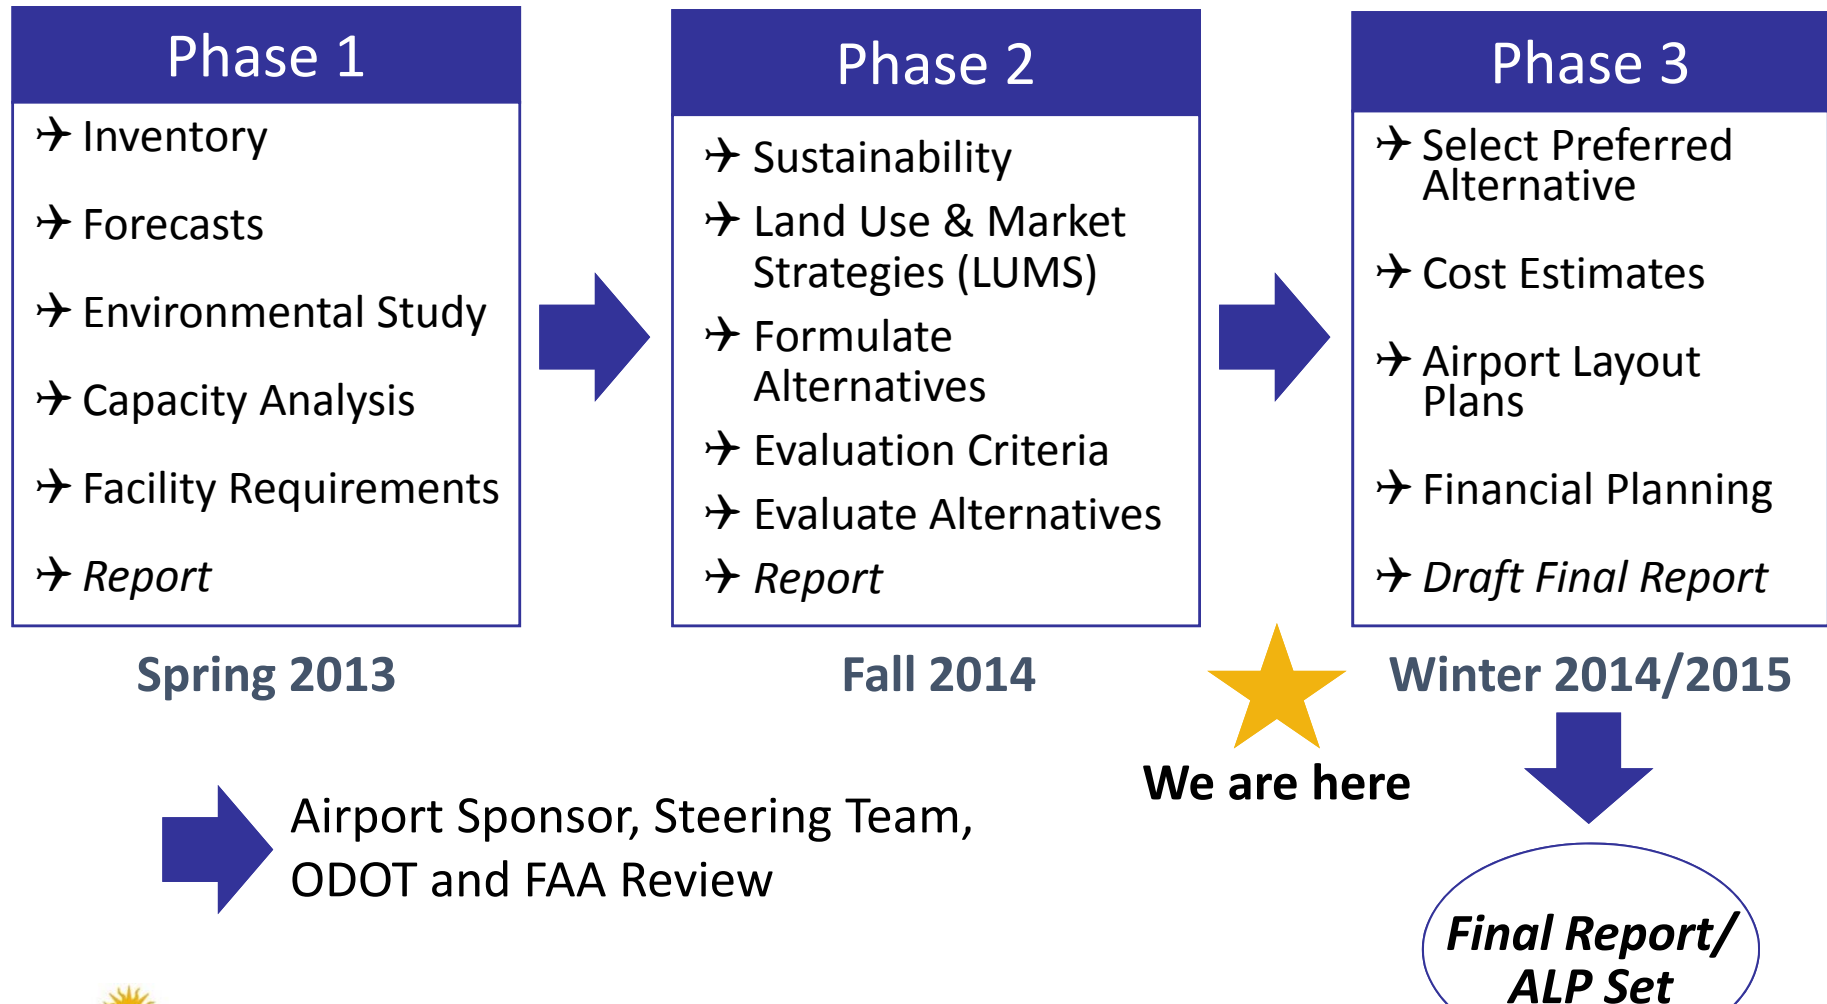 Phase 1
Inventory
Forecasts
Environmental Study
Capacity Analysis
Facility Requirements
Report
Spring 2013
Phase 2
Sustainability
Land Use & Market
Strategies (LUMS)
Formulate
Alternatives
Evaluation Criteria
Evaluate Alternatives
Report
Fall 2014
Phase 3
Select Preferred
Alternative
Cost Estimates
Airport Layout
Plans
Financial Planning
Draft Final Report
Winter 2014/2015
We are here
Airport Sponsor, Steering Team,
ODOT and FAA Review
Final Report/
ALP Set